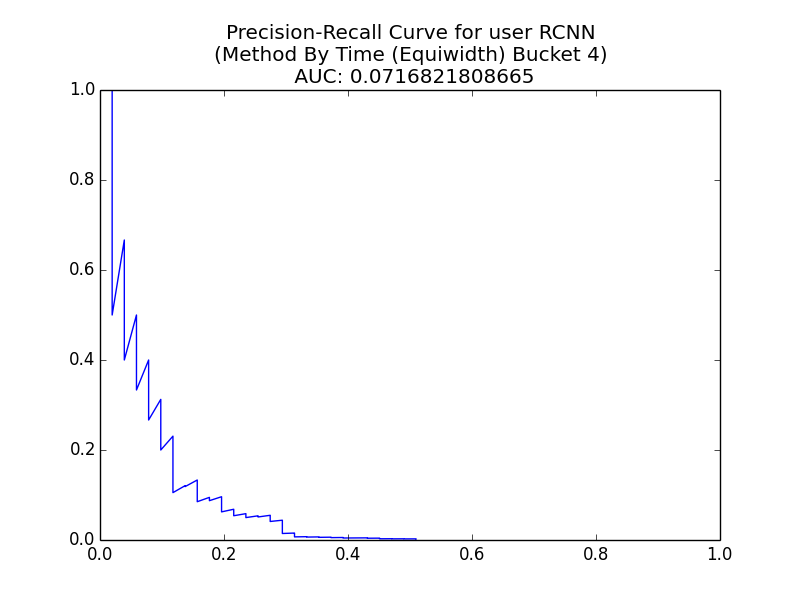 Precision-Recall Curve for user RCNN
(Method By Time (Equiwidth) Bucket 4)
AUC: 0.0716821808665
1.0
0.8
0.6
0.4
0.2
0.0
0.0 0.2 0.4 0.6 0.8 1.0